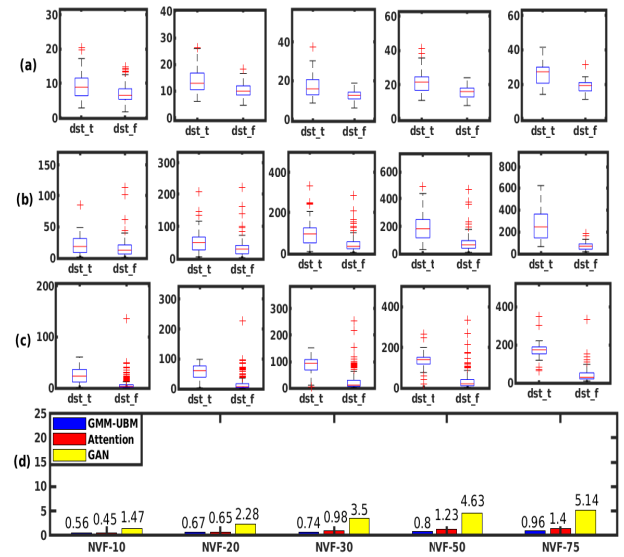 (a)
30
20
10
0
dst_t dst_f
40
30
20
10
0
dst_t dst_f
40
20
0
dst_t dst_f
60
40
20
0
dst_t dst_f
60
40
20
0
dst_t dst_f
(b)
150
100
50
0
dst_t dst_f
300
200
100
0
dst_t dst_f
400
200
0
dst_t dst_f
600
400
200
0
dst_t dst_f
800
600
400
200
0
dst_t dst_f
(c)
200
100
0
dst_t dst_f
300
200
100
0
dst_t dst_f
300
200
100
0
dst_t dst_f
400
200
0
dst_t dst_f
400
200
0
dst_t dst_f
(d)
25
20
15
10
5
0
GMM-UBM
Attention
GAN
0.56 0.45 1.47
0.67 0.65 2.28
0.74 0.98 3.5
0.8 1.23 4.63
0.96 1.4 5.14
NVF-10 NVF-20 NVF-30 NVF-50 NVF-75